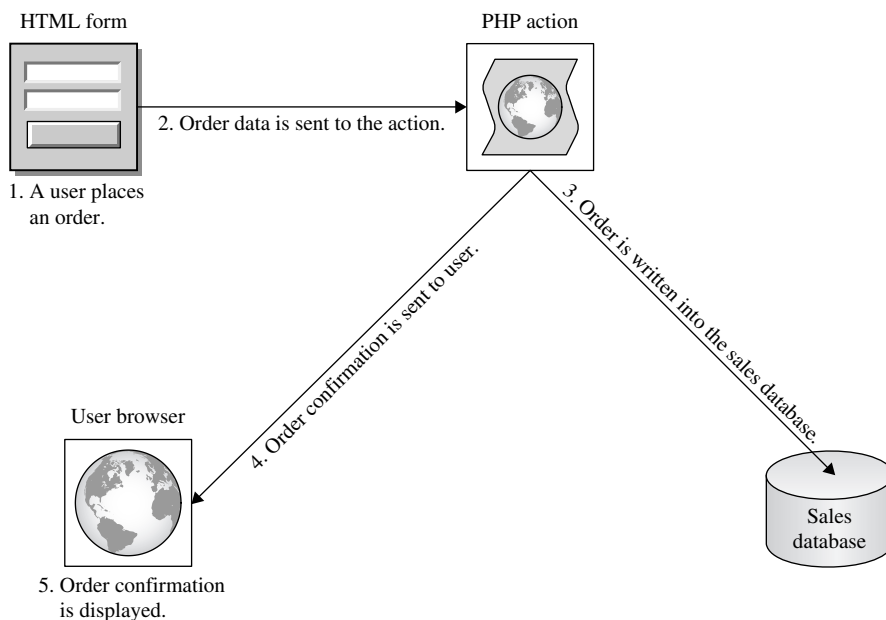 HTML form
PHP action
2. Order data is sent to the action.
1. A user places
an order.
3. Order is written into the sales database.
4. Order confirmation is sent to user.
User browser
Sales
database
5. Order confirmation
is displayed.